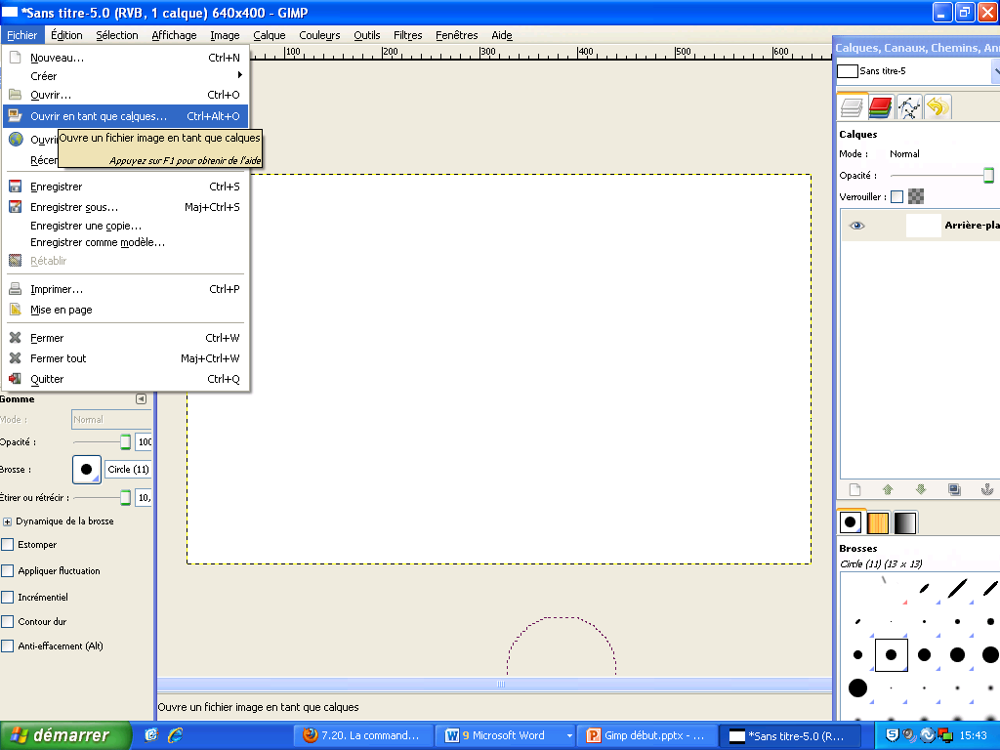 *Sans titre-5.0 (RVB, 1 calque) 640x400 - GIMP
Fichier Édition Sélection Affichage Image Calque Couleurs Outils Filtres Fenêtres Aide
100 200 300 400 500 600
Nouveau... Ctrl+N
Créer
Ouvrir... Ctrl+O
Ouvrir en tant que calques... Ctrl+Alt+O
Ouvrir
Ouvre un fichier image en tant que calques
Appuyez sur F1 pour obtenir de l'aide
Enregistrer Ctrl+S
Enregistrer sous... Maj+Ctrl+S
Enregistrer une copie...
Enregistrer comme modèle...
Rétablir
Imprimer... Ctrl+P
Mise en page
Fermer Ctrl+W
Fermer tout Maj+Ctrl+W
Quitter Ctrl+Q
Gomme
Mode : Normal
Opacité : 100
Brosse : Circle (11)
Étirer ou rétrécir : 10,
Dynamique de la brosse
Estomper
Appliquer fluctuation
Incrémentiel
Contour dur
Anti-effacement (Alt)
Calques, Canaux, Chemins, An
Sans titre-5
Calques
Mode : Normal
Opacité :
Verrouiller :
Arrière-pla
Brosses
Circle (11) (13 × 13)
Ouvre un fichier image en tant que calques
démarrer
7.20. La command...
9 Microsoft Word
Gimp début.pptx - ...
*Sans titre-5.0 (R...
15:43